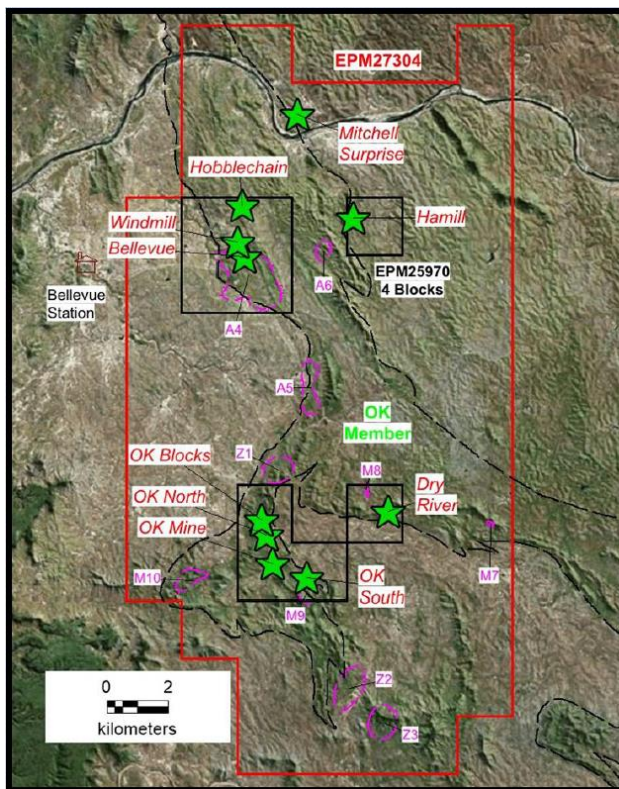 EPM27304
Mitchell
Surprise
Hobblechain
Windmill
Hamill
Bellevue
EPM25970
4 Blocks
A6
Bellevue
Station
A4
A5
OK
Member
OK Blocks
Z1
M8
Dry
River
OK North
OK Mine
M10
OK
South
M7
M9
Z2
Z3
0 2
kilometers